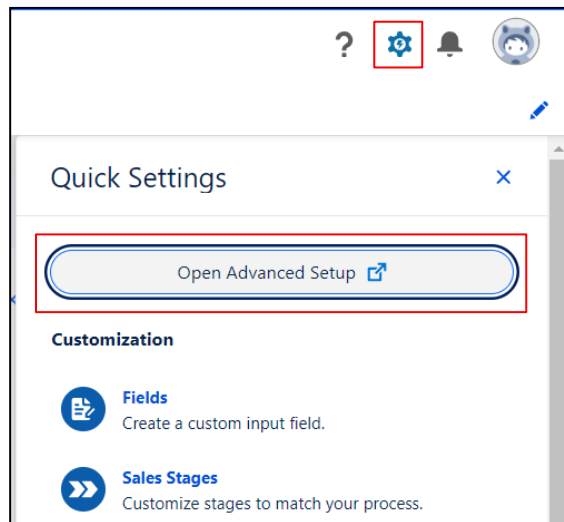 ?
Quick Settings
Open Advanced Setup
Customization
Fields
Create a custom input field.
Sales Stages
Customize stages to match your process.